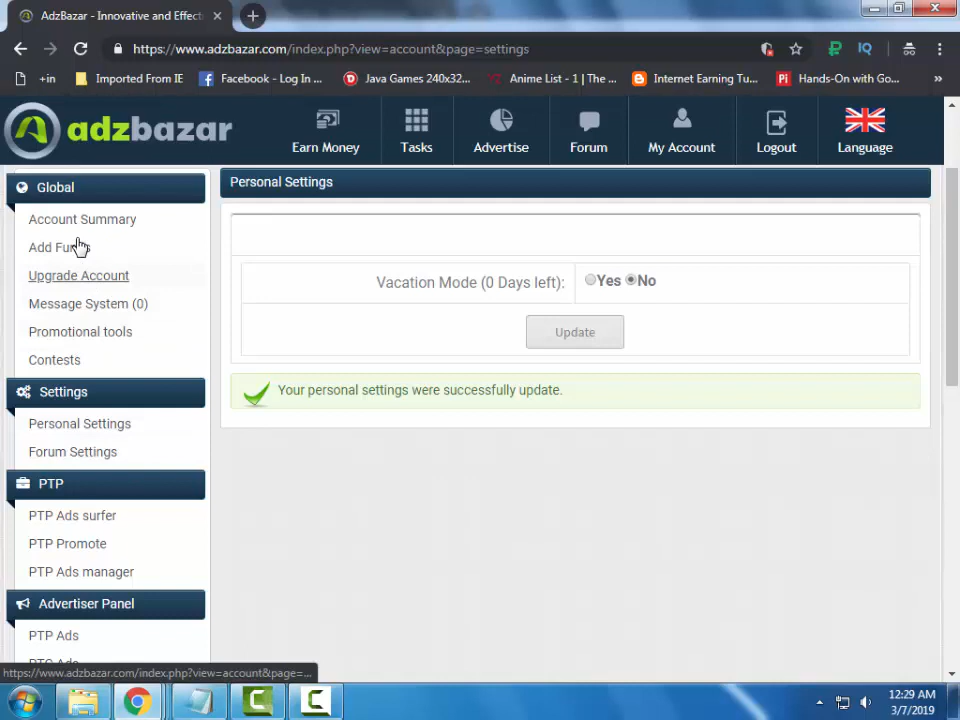 AdzBazar - Innovative and Effect
https://www.adzbazar.com/index.php?view=account&page=settings
+in
Imported From IE
Facebook - Log In ...
Java Games 240x32...
Anime List - 1 | The ...
Internet Earning Tu...
Hands-On with Go...
»
adzbazar
Earn Money
Tasks
Advertise
Forum
My Account
Logout
Language
Global
Account Summary
Add Funds
Upgrade Account
Message System (0)
Promotional tools
Contests
Settings
Personal Settings
Forum Settings
PTP
PTP Ads surfer
PTP Promote
PTP Ads manager
Advertiser Panel
PTP Ads
PTC Ads
Personal Settings
Vacation Mode (0 Days left):
Yes No
Update
Your personal settings were successfully update.
https://www.adzbazar.com/index.php?view=account&page=...
12:29 AM
3/7/2019